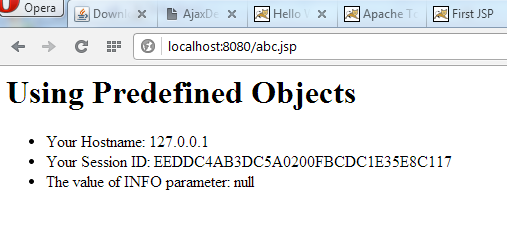 Opera
Downl
AjaxDe
Hello
Apache To
First JSP
localhost:8080/abc.jsp
Using Predefined Objects
Your Hostname: 127.0.0.1
Your Session ID: EEDDC4AB3DC5A0200FBCDC1E35E8C117
The value of INFO parameter: null